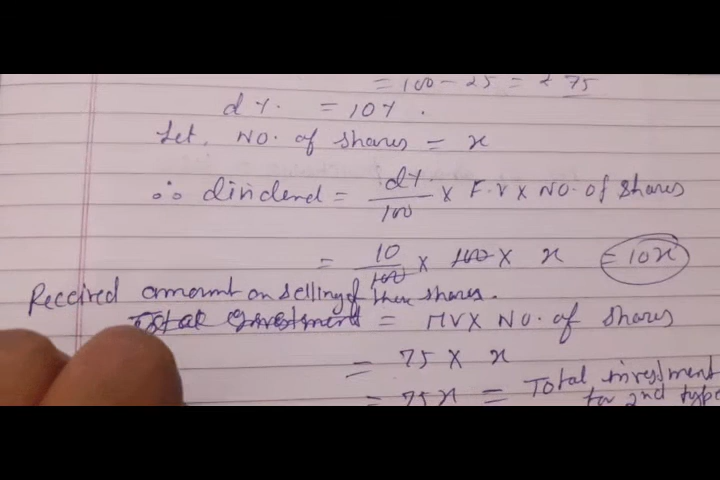 = 100 - 25 = ₹ 75
d %. = 10% .
Let, NO. of shares = x
∴ dividend = d%. / 100 × F.V × NO. of shares
= 10 / 100 × 100 × x = 10x
Received amount on selling of these shares.
Total investment = MV × NO. of shares
= 75 × x
= 75x = Total investment
for 2nd type